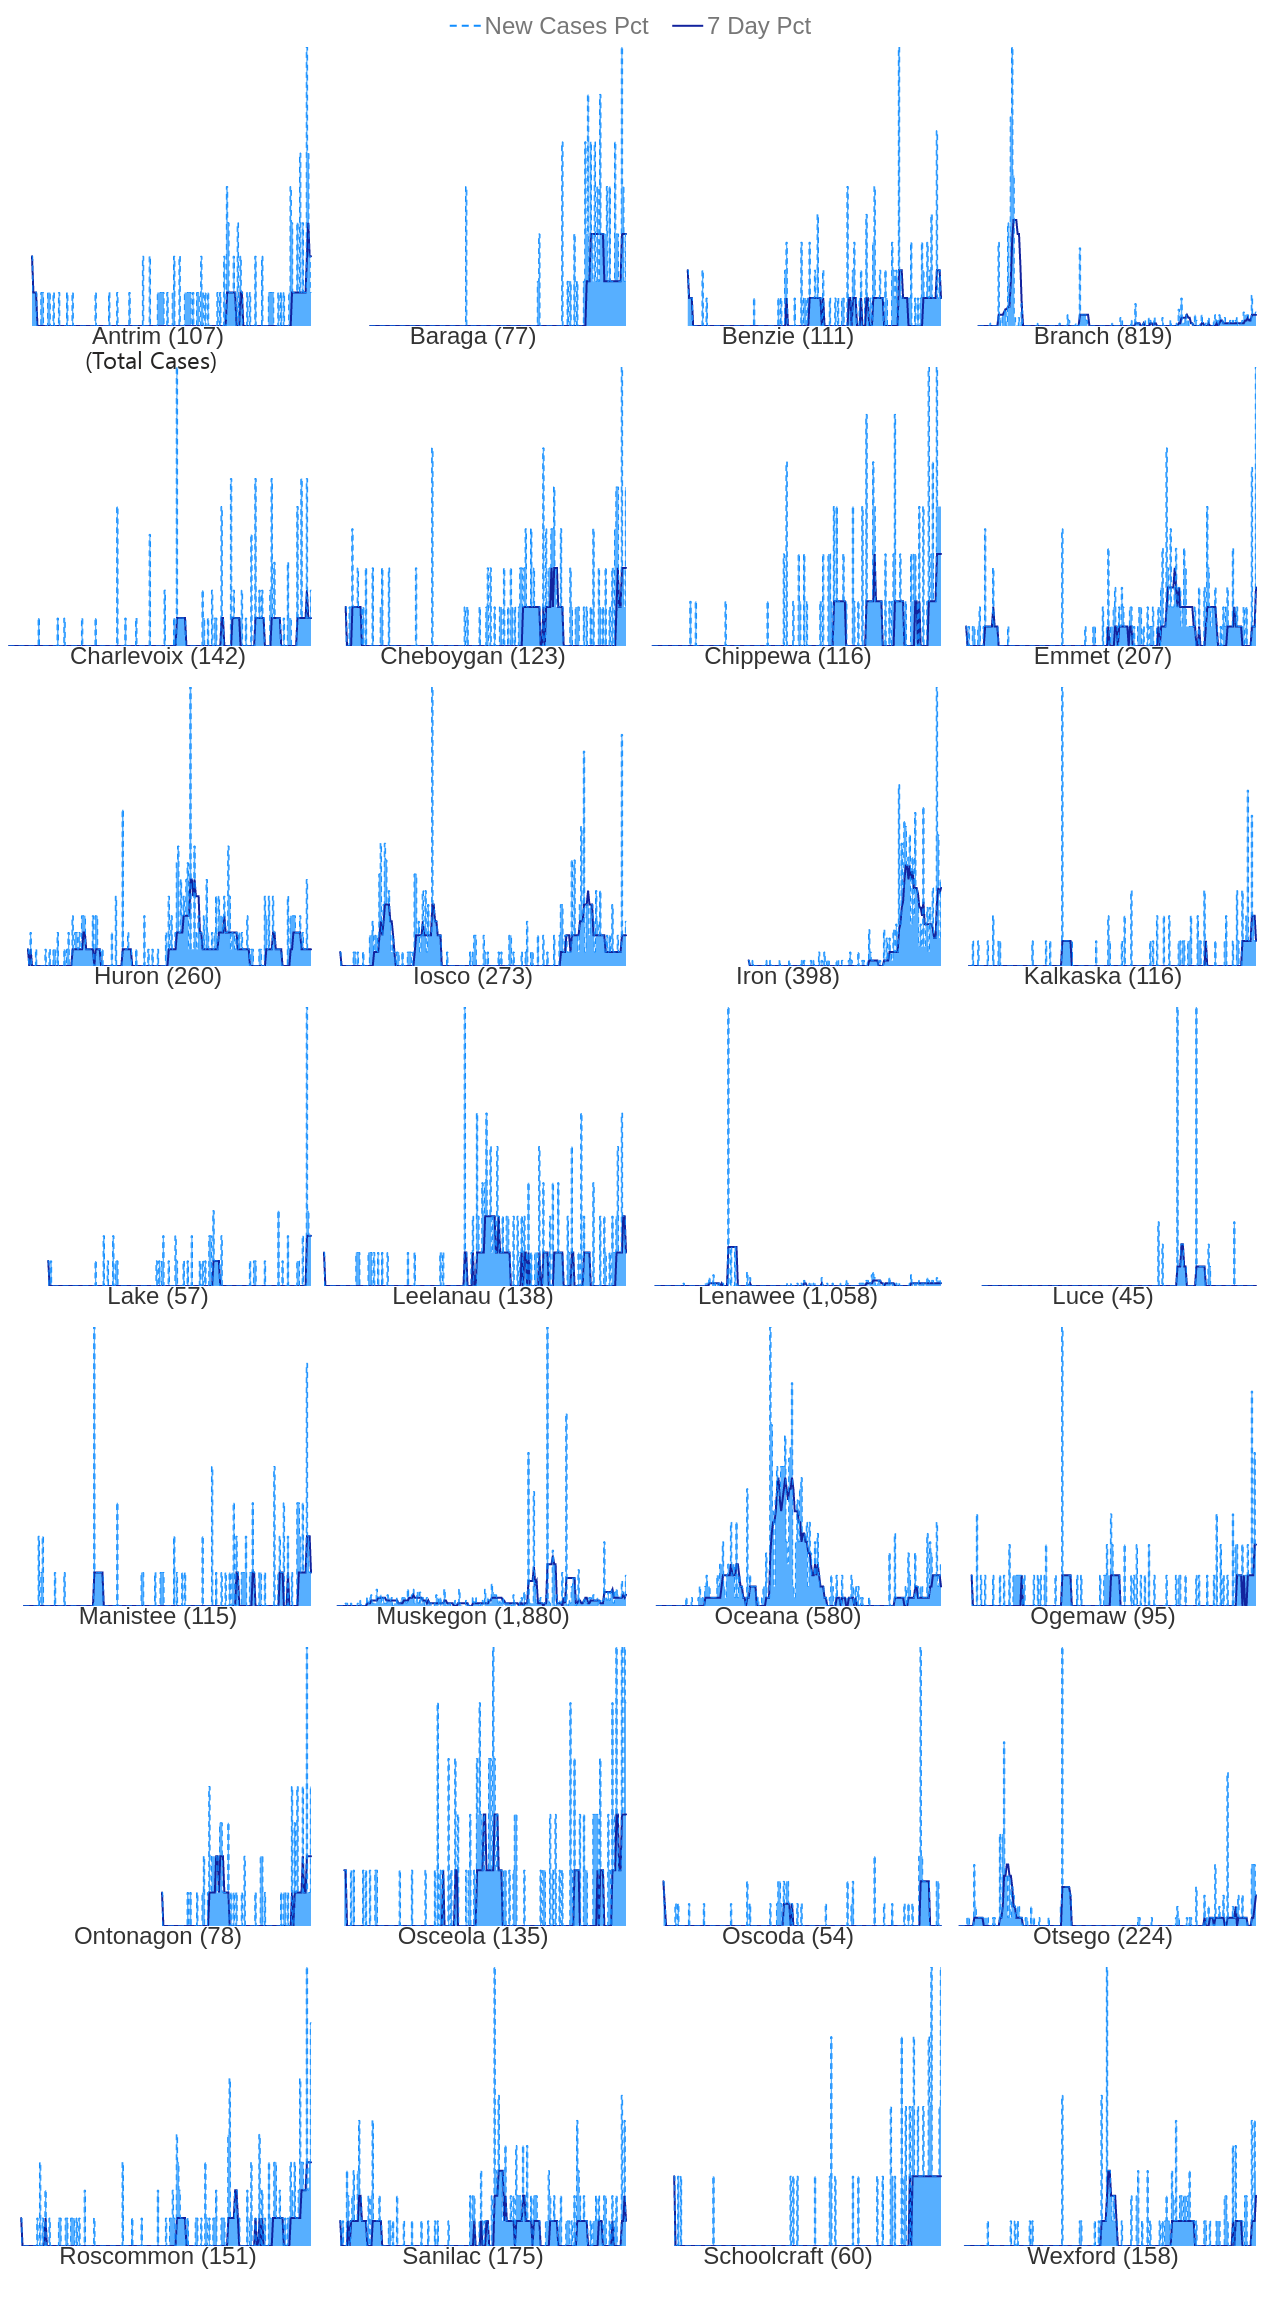 New Cases Pct 7 Day Pct
Antrim (107) Baraga (77) Benzie (111) Branch (819)
(Total Cases)
Charlevoix (142) Cheboygan (123) Chippewa (116) Emmet (207)
Huron (260) Iosco (273) Iron (398) Kalkaska (116)
Lake (57) Leelanau (138) Lenawee (1,058) Luce (45)
Manistee (115) Muskegon (1,880) Oceana (580) Ogemaw (95)
Ontonagon (78) Osceola (135) Oscoda (54) Otsego (224)
Roscommon (151) Sanilac (175) Schoolcraft (60) Wexford (158)